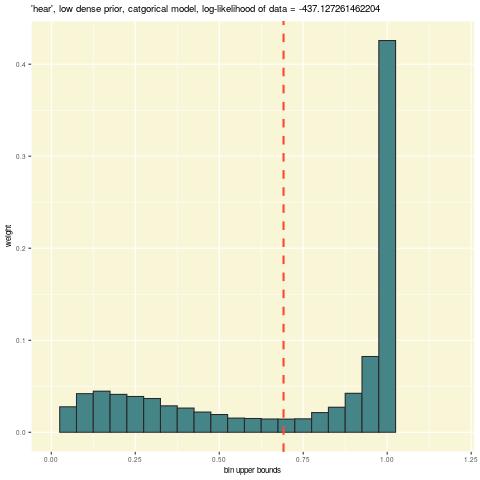 'hear', low dense prior, catgorical model, log-likelihood of data = -437.127261462204
0.4
0.3
weight
0.2
0.1
0.0
0.00 0.25 0.50 0.75 1.00 1.25
bin upper bounds